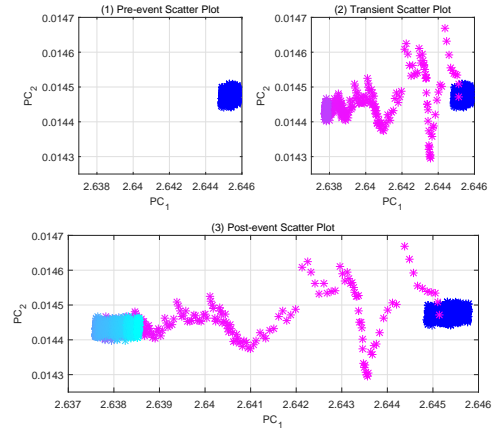 (1) Pre-event Scatter Plot
0.0147
0.0146
0.0145
0.0144
0.0143
PC2
2.638 2.64 2.642 2.644 2.646
PC1
(2) Transient Scatter Plot
0.0147
0.0146
0.0145
0.0144
0.0143
PC2
2.638 2.64 2.642 2.644 2.646
PC1
(3) Post-event Scatter Plot
0.0147
0.0146
0.0145
0.0144
0.0143
PC2
2.637 2.638 2.639 2.64 2.641 2.642 2.643 2.644 2.645 2.646
PC1